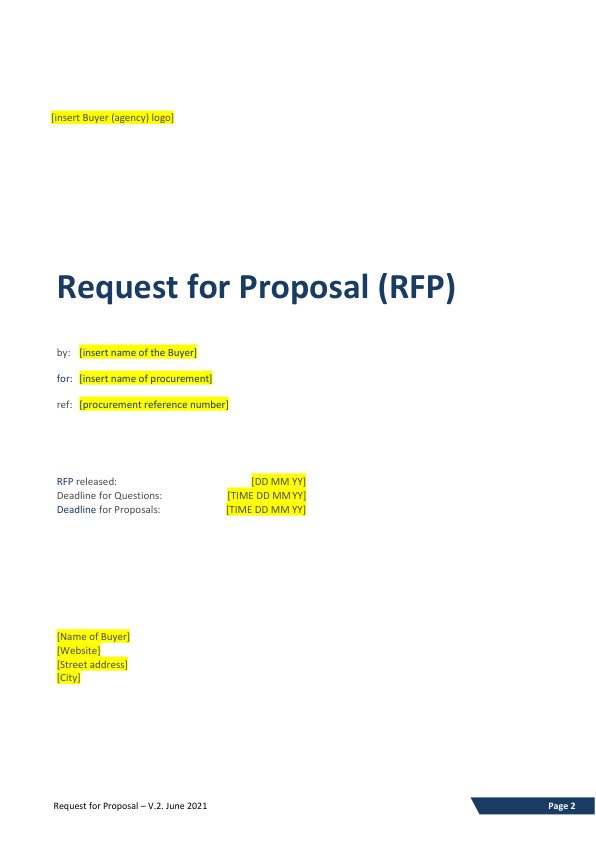 [insert Buyer (agency) logo]
Request for Proposal (RFP)
by: [insert name of the Buyer]
for: [insert name of procurement]
ref: [procurement reference number]
RFP released: [DD MM YY]
Deadline for Questions: [TIME DD MM YY]
Deadline for Proposals: [TIME DD MM YY]
[Name of Buyer]
[Website]
[Street address]
[City]
Request for Proposal – V.2. June 2021 Page 2